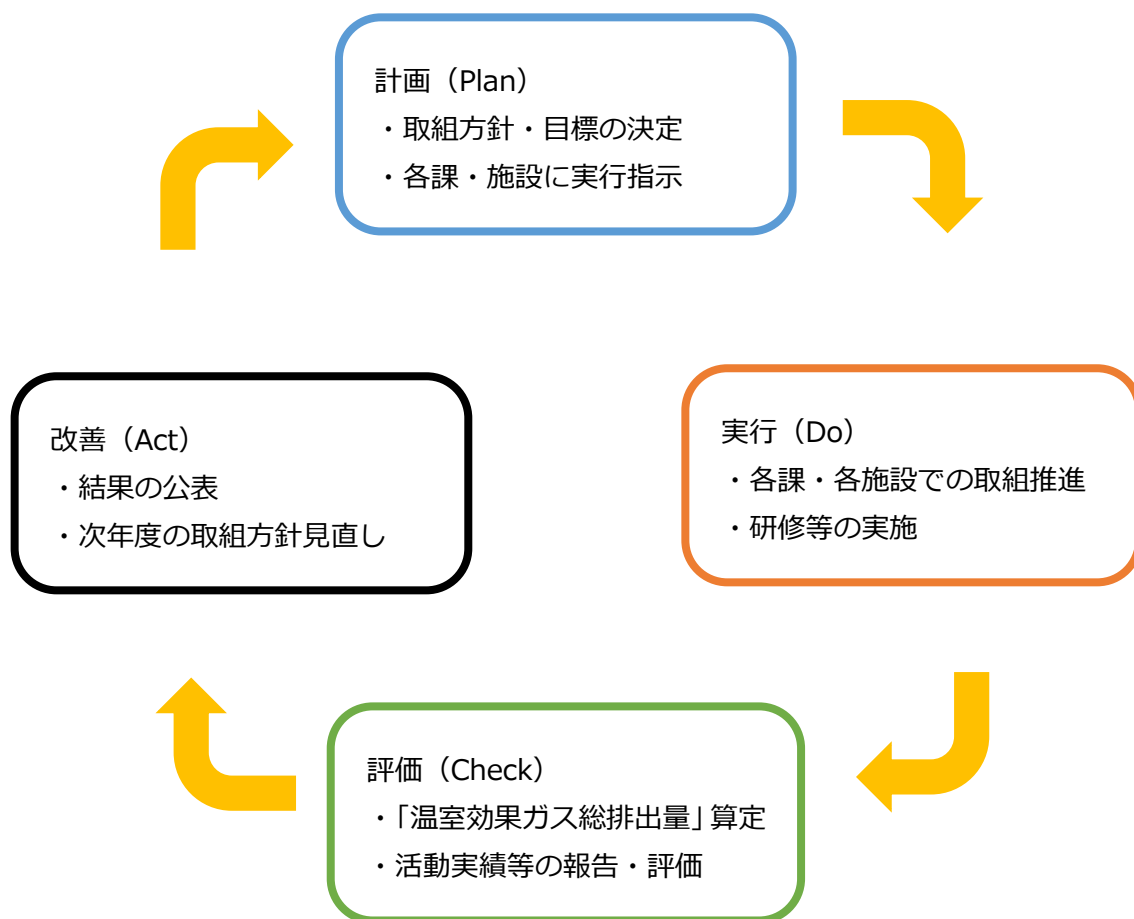 計画（Plan）
・取組方針・目標の決定
・各課・施設に実行指示
改善（Act）
・結果の公表
・次年度の取組方針見直し
実行（Do）
・各課・各施設での取組推進
・研修等の実施
評価（Check）
・「温室効果ガス総排出量」算定
・活動実績等の報告・評価